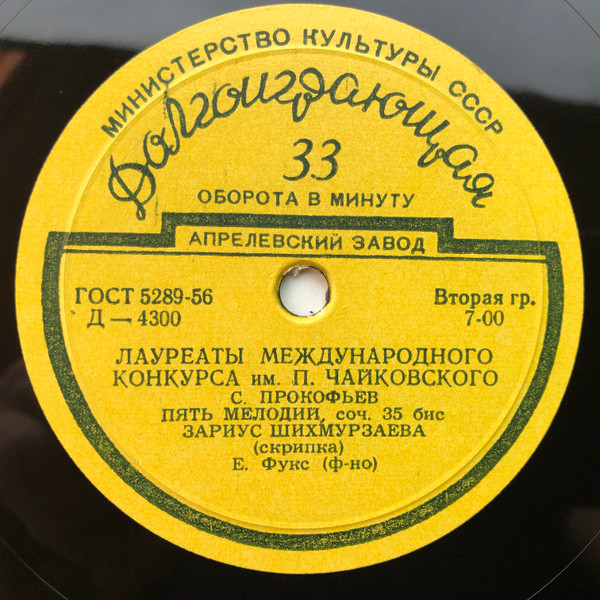 МИНИСТЕРСТВО КУЛЬТУРЫ СССР
Долгоиграющая
33
ОБОРОТА В МИНУТУ
АПРЕЛЕВСКИЙ ЗАВОД
ГОСТ 5289-56
Д — 4300
Вторая гр.
7-00
ЛАУРЕАТЫ МЕЖДУНАРОДНОГО
КОНКУРСА им. П. ЧАЙКОВСКОГО
С. ПРОКОФЬЕВ
ПЯТЬ МЕЛОДИЙ, соч. 35 бис
ЗАРИУС ШИХМУРЗАЕВА
(скрипка)
Е. Фукс (ф-но)